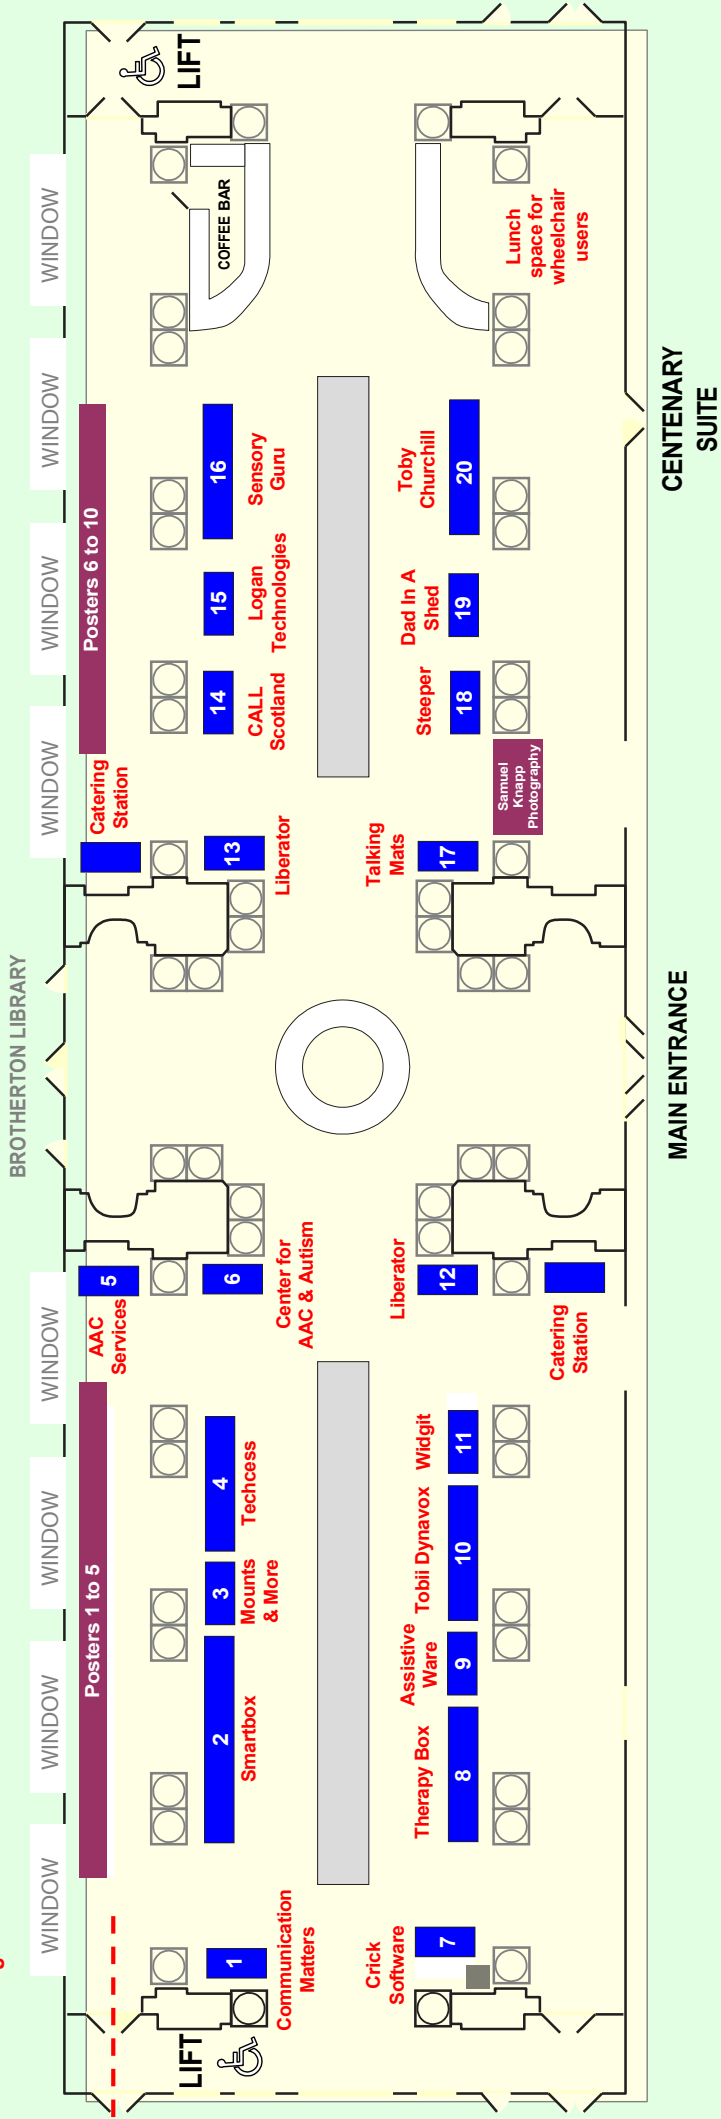 WINDOW
WINDOW
WINDOW
WINDOW
BROTHERTON LIBRARY
WINDOW
WINDOW
WINDOW
WINDOW
Posters 1 to 5
AAC
Services
5
Catering
Station
Posters 6 to 10
LIFT
1
Communication
Matters
2
Smartbox
3
Mounts
& More
4
Techcess
6
Center for
AAC & Autism
13
Liberator
14
CALL
Scotland
15
Logan
Technologies
16
Sensory
Guru
COFFEE BAR
LIFT
Crick
Software
7
Therapy Box
8
Assistive
Ware
9
Tobii Dynavox
10
Widgit
11
Liberator
12
Talking
Mats
17
Steeper
18
Dad In A
Shed
19
Toby
Churchill
20
Catering
Station
Samuel
Knapp
Photography
Lunch
space for
wheelchair
users
MAIN ENTRANCE
CENTENARY
SUITE